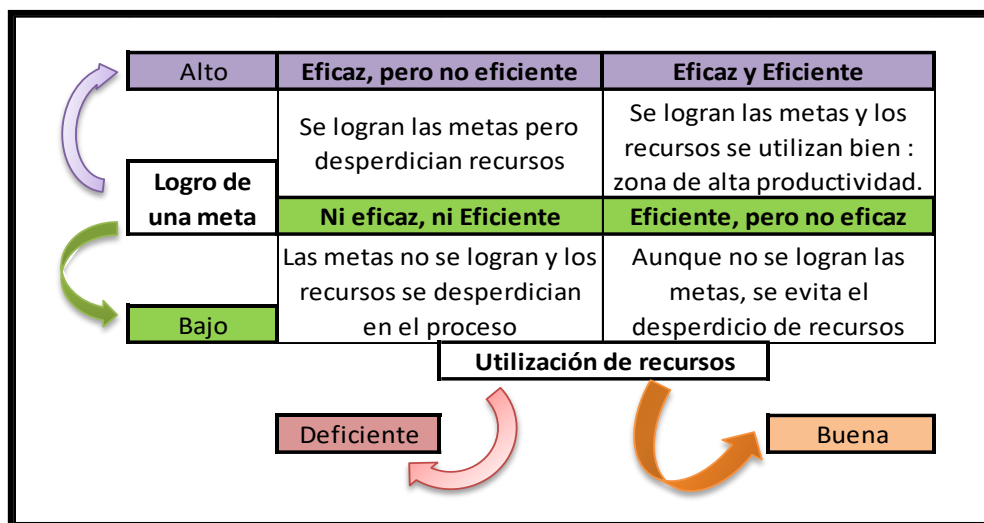 Alto
Eficaz, pero no eficiente
Eficaz y Eficiente
Se logran las metas pero
desperdician recursos
Se logran las metas y los
recursos se utilizan bien :
zona de alta productividad.
Logro de
una meta
Ni eficaz, ni Eficiente
Eficiente, pero no eficaz
Las metas no se logran y los
recursos se desperdician
en el proceso
Aunque no se logran las
metas, se evita el
desperdicio de recursos
Bajo
Utilización de recursos
Deficiente
Buena